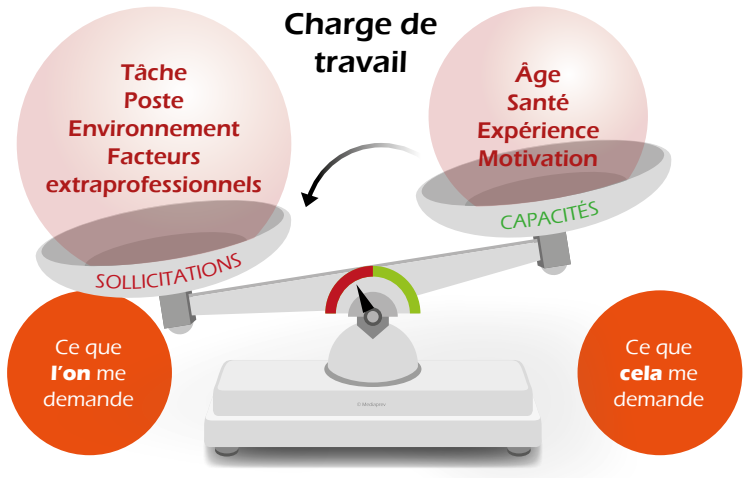 Charge de
travail
Tâche
Poste
Environnement
Facteurs
extraprofessionnels
Âge
Santé
Expérience
Motivation
SOLLICITATIONS
CAPACITÉS
Ce que
l'on me
demande
Ce que
cela me
demande